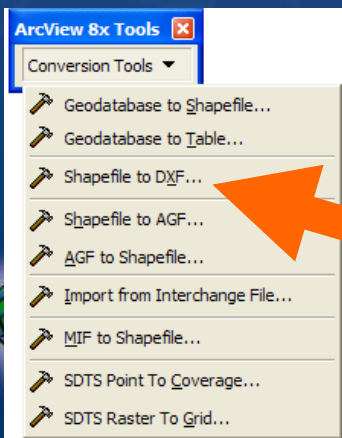 ArcView 8x Tools
Conversion Tools
Geodatabase to Shapefile...
Geodatabase to Table...
Shapefile to DXF...
Shapefile to AGF...
AGF to Shapefile...
Import from Interchange File...
MIF to Shapefile...
SDTS Point To Coverage...
SDTS Raster To Grid...